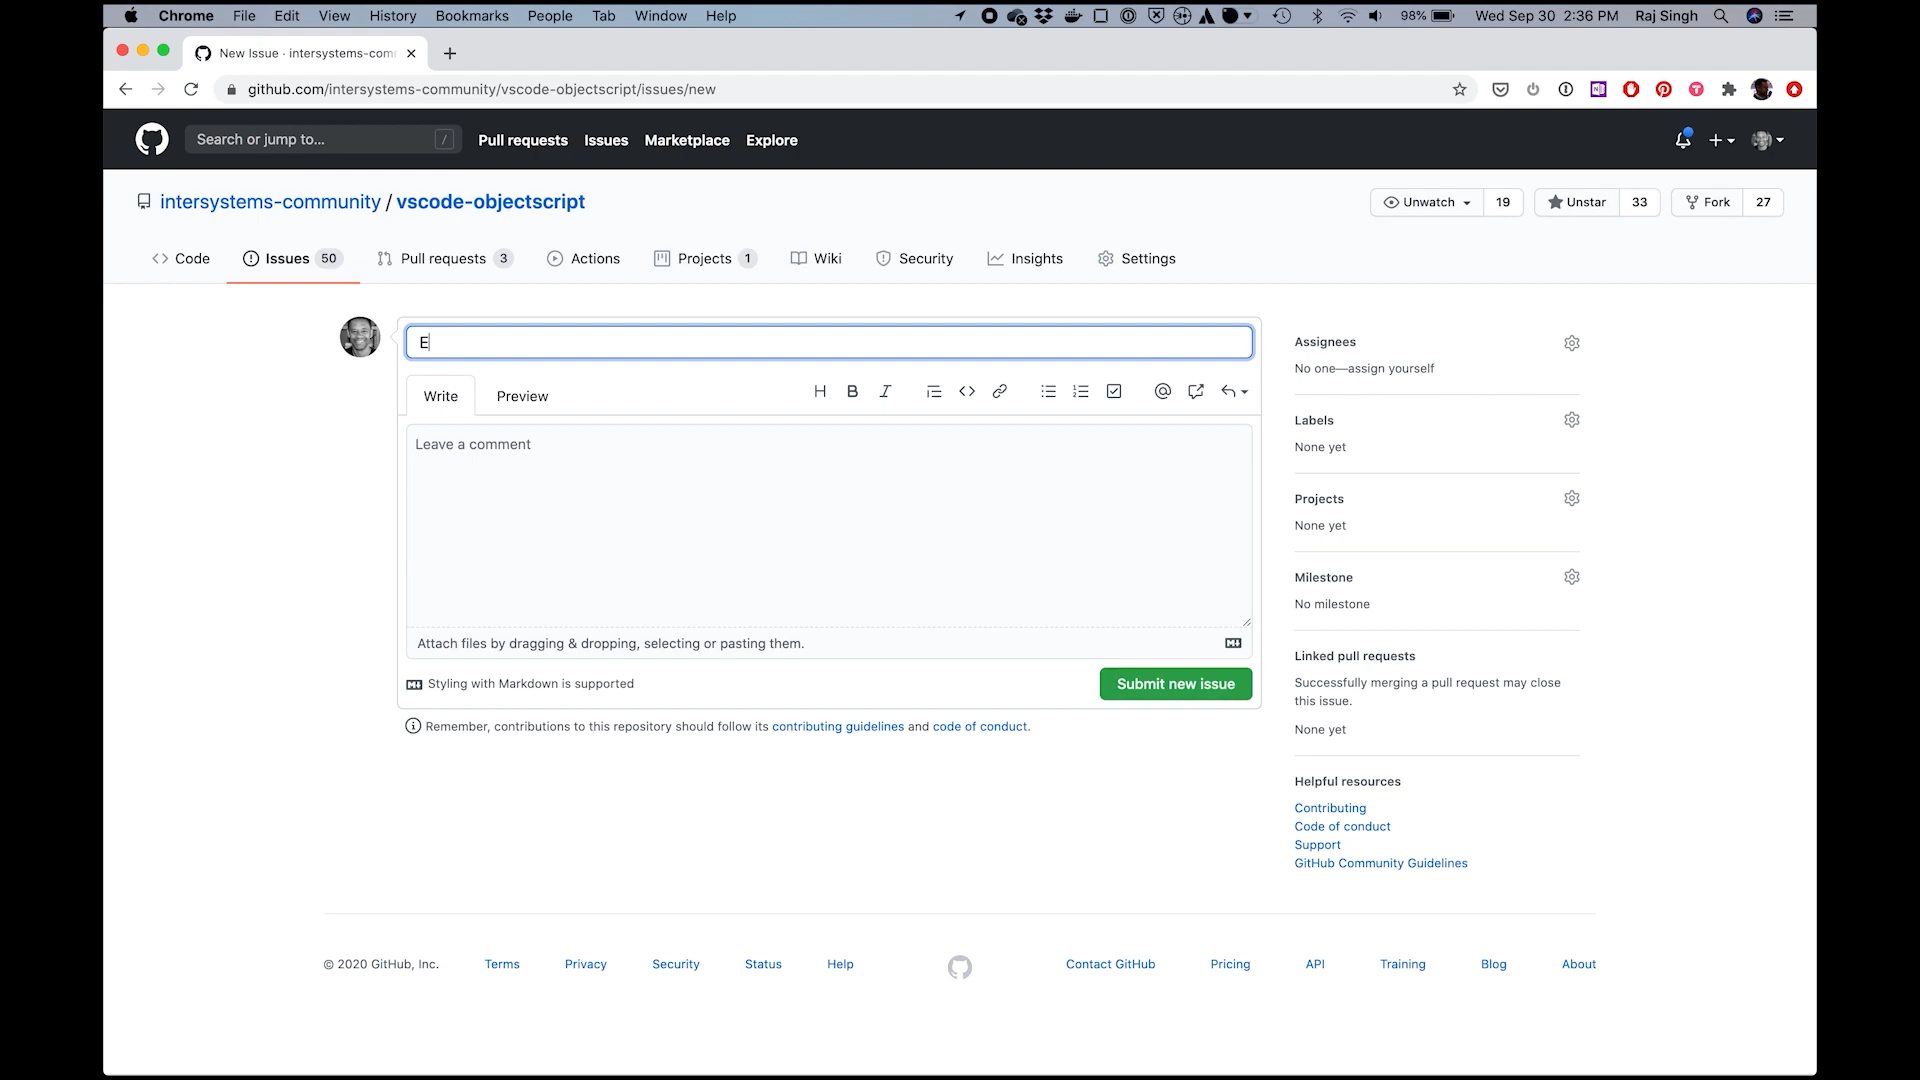 Chrome File Edit View History Bookmarks People Tab Window Help 98% Wed Sep 30 2:36 PM Raj Singh
New Issue · intersystems-com
github.com/intersystems-community/vscode-objectscript/issues/new
Search or jump to... / Pull requests Issues Marketplace Explore
intersystems-community / vscode-objectscript Unwatch 19 Unstar 33 Fork 27
Code Issues 50 Pull requests 3 Actions Projects 1 Wiki Security Insights Settings
E
Write Preview
Leave a comment
Attach files by dragging & dropping, selecting or pasting them.
Styling with Markdown is supported Submit new issue
Remember, contributions to this repository should follow its contributing guidelines and code of conduct.
Assignees
No one—assign yourself
Labels
None yet
Projects
None yet
Milestone
No milestone
Linked pull requests
Successfully merging a pull request may close
this issue.
None yet
Helpful resources
Contributing
Code of conduct
Support
GitHub Community Guidelines
© 2020 GitHub, Inc. Terms Privacy Security Status Help Contact GitHub Pricing API Training Blog About